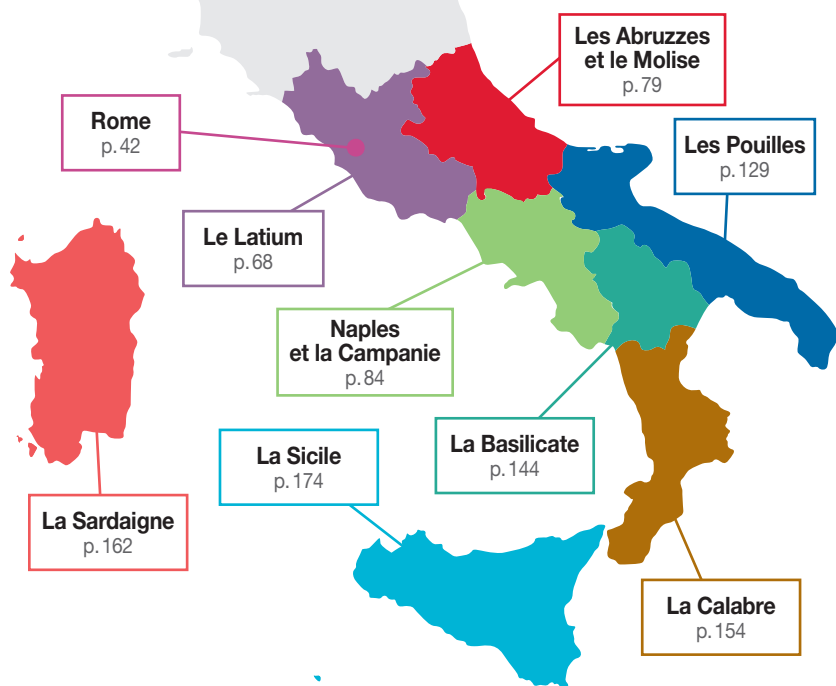 Les Abruzzes
et le Molise
p.79
Rome
p.42
Les Pouilles
p.129
Le Latium
p.68
Naples
et la Campanie
p.84
La Basilicate
p.144
La Sicile
p.174
La Sardaigne
p.162
La Calabre
p.154